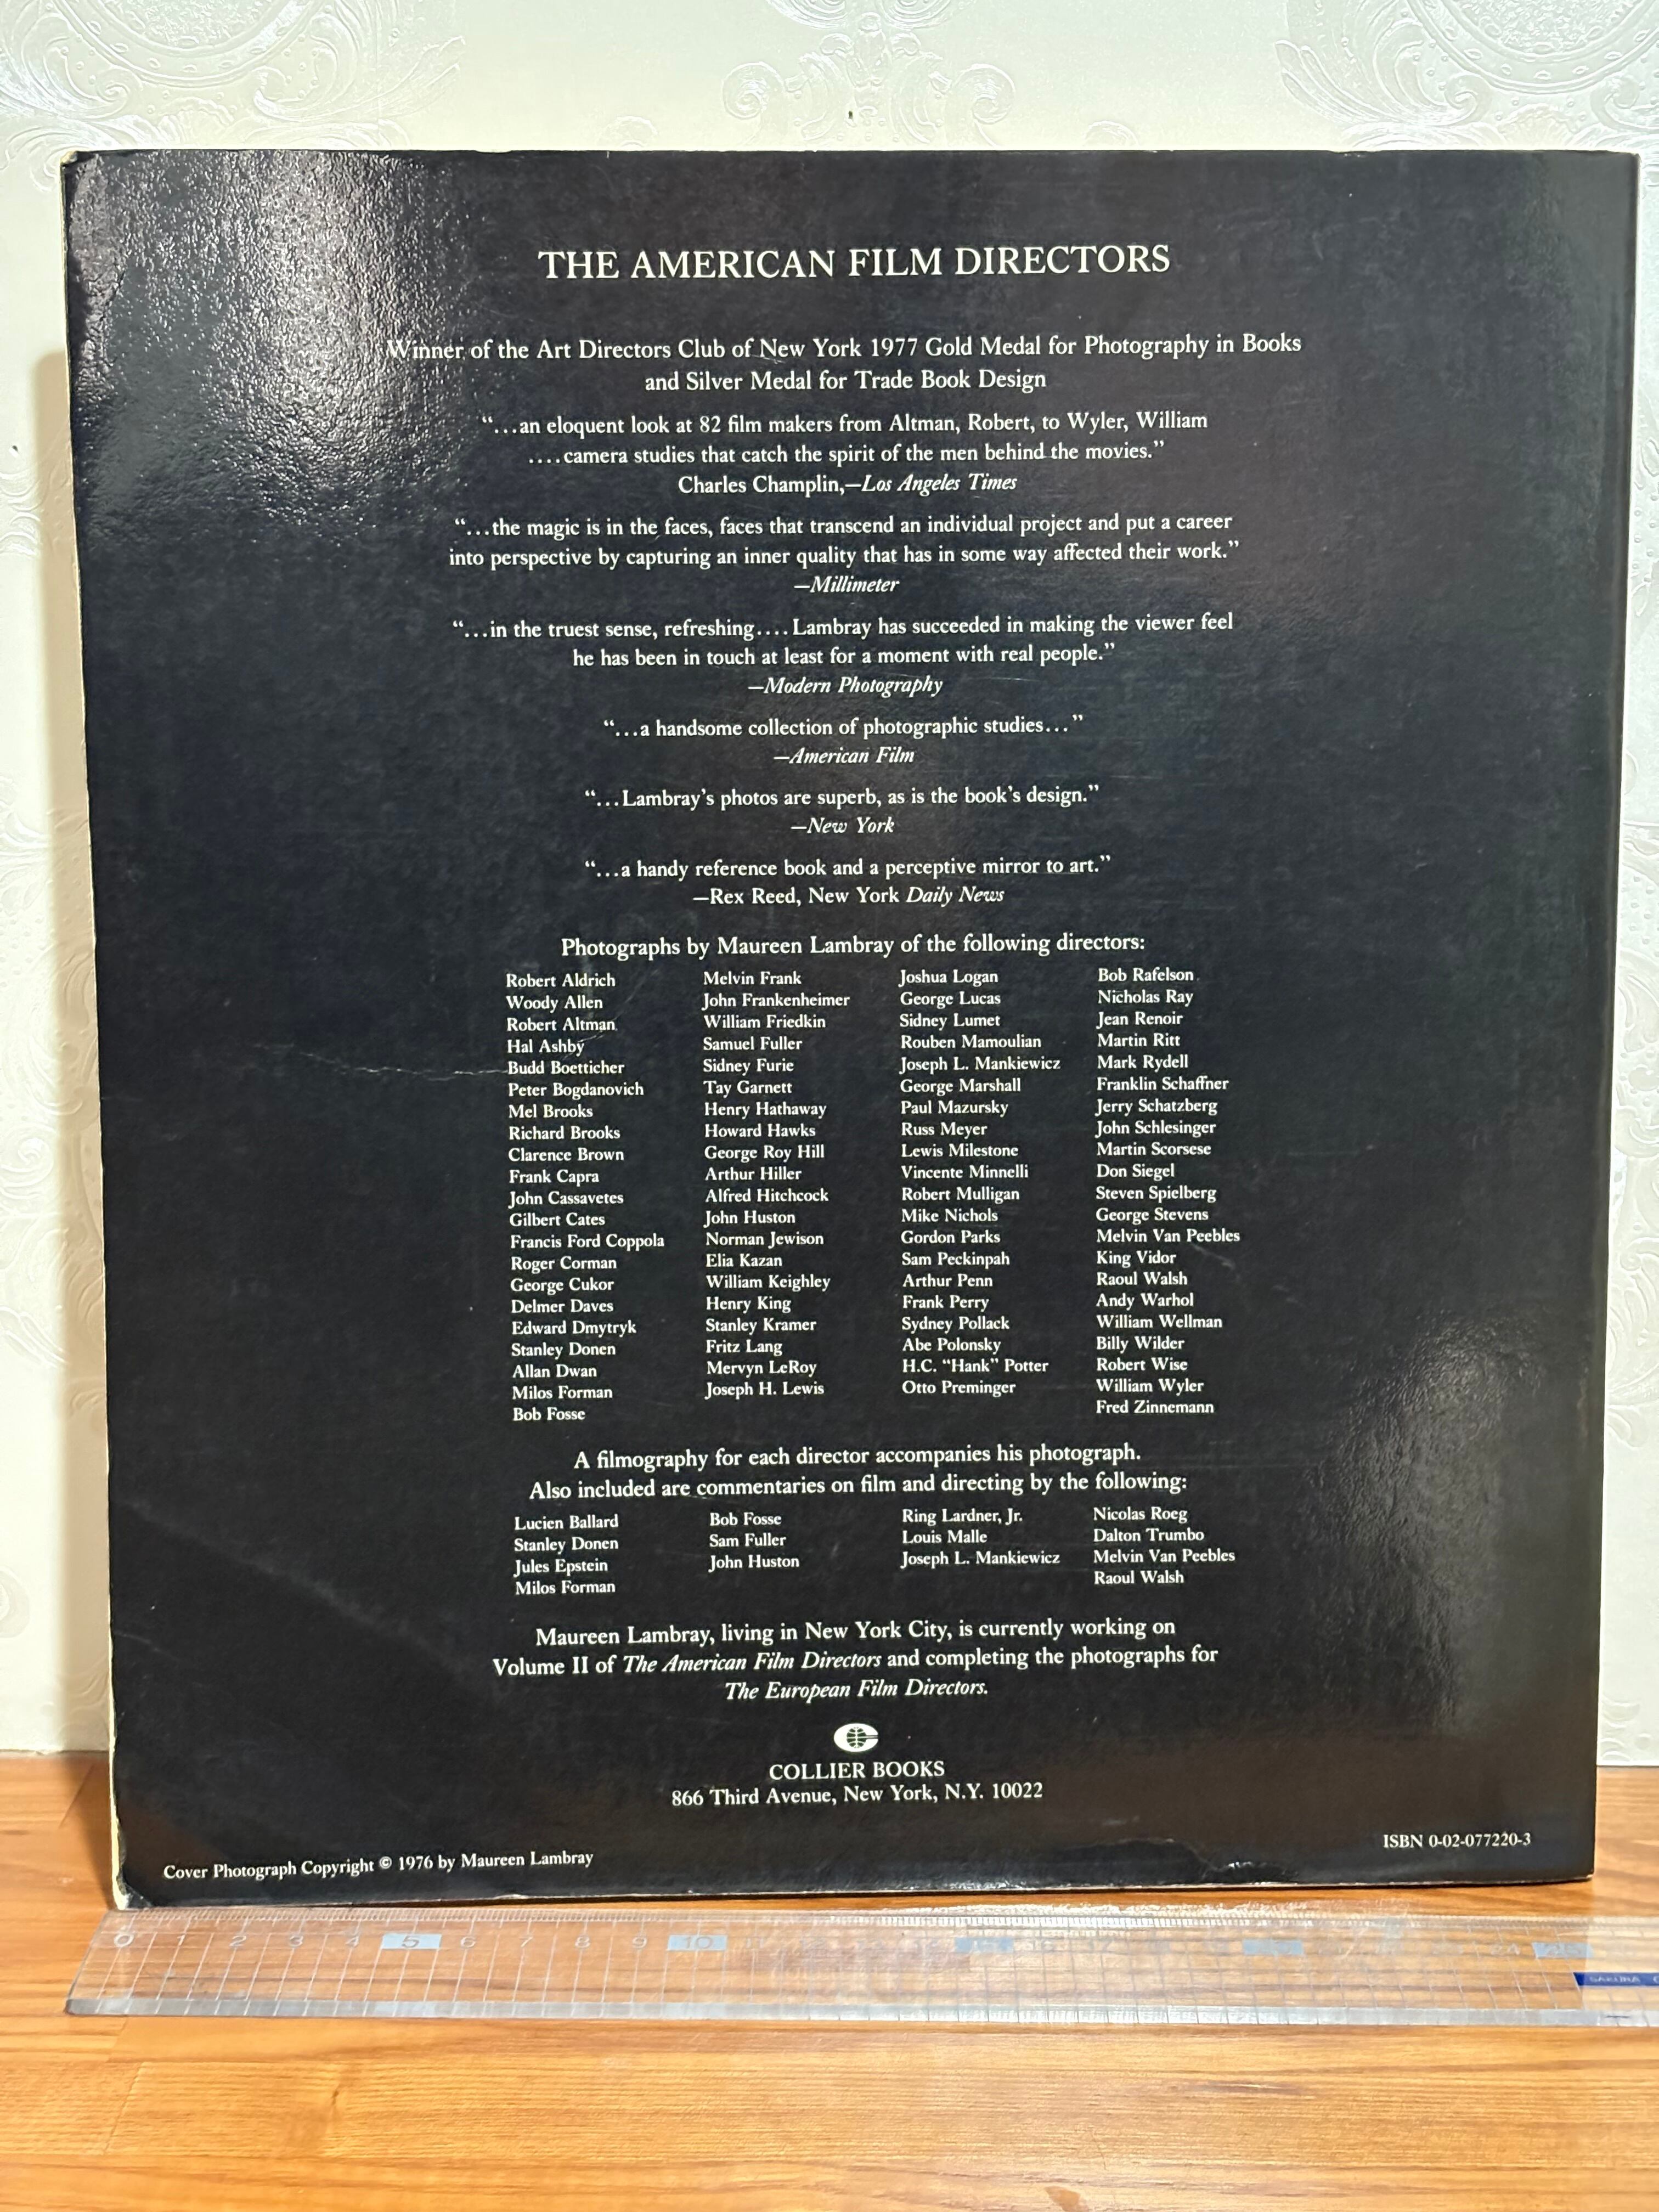 THE AMERICAN FILM DIRECTORS
Winner of the Art Directors Club of New York 1977 Gold Medal for Photography in Books
and Silver Medal for Trade Book Design
“...an eloquent look at 82 film makers from Altman, Robert, to Wyler, William
....camera studies that catch the spirit of the men behind the movies.”
Charles Champlin,—Los Angeles Times
“...the magic is in the faces, faces that transcend an individual project and put a career
into perspective by capturing an inner quality that has in some way affected their work.”
—Millimeter
“...in the truest sense, refreshing....Lambray has succeeded in making the viewer feel
he has been in touch at least for a moment with real people.”
—Modern Photography
“...a handsome collection of photographic studies...”
—American Film
“...Lambray’s photos are superb, as is the book’s design.”
—New York
“...a handy reference book and a perceptive mirror to art.”
—Rex Reed, New York Daily News
Photographs by Maureen Lambray of the following directors:
Robert Aldrich
Woody Allen
Robert Altman
Hal Ashby
Budd Boetticher
Peter Bogdanovich
Mel Brooks
Richard Brooks
Clarence Brown
Frank Capra
John Cassavetes
Gilbert Cates
Francis Ford Coppola
Roger Corman
George Cukor
Delmer Daves
Edward Dmytryk
Stanley Donen
Allan Dwan
Milos Forman
Bob Fosse
Melvin Frank
John Frankenheimer
William Friedkin
Samuel Fuller
Sidney Furie
Tay Garnett
Henry Hathaway
Howard Hawks
George Roy Hill
Arthur Hiller
Alfred Hitchcock
John Huston
Norman Jewison
Elia Kazan
William Keighley
Henry King
Stanley Kramer
Fritz Lang
Mervyn LeRoy
Joseph H. Lewis
Joshua Logan
George Lucas
Sidney Lumet
Rouben Mamoulian
Joseph L. Mankiewicz
George Marshall
Paul Mazursky
Russ Meyer
Lewis Milestone
Vincente Minnelli
Robert Mulligan
Mike Nichols
Gordon Parks
Sam Peckinpah
Arthur Penn
Frank Perry
Sydney Pollack
Abe Polonsky
H.C. “Hank” Potter
Otto Preminger
Bob Rafelson
Nicholas Ray
Jean Renoir
Martin Ritt
Mark Rydell
Franklin Schaffner
Jerry Schatzberg
John Schlesinger
Martin Scorsese
Don Siegel
Steven Spielberg
George Stevens
Melvin Van Peebles
King Vidor
Raoul Walsh
Andy Warhol
William Wellman
Billy Wilder
Robert Wise
William Wyler
Fred Zinnemann
A filmography for each director accompanies his photograph.
Also included are commentaries on film and directing by the following:
Lucien Ballard
Stanley Donen
Jules Epstein
Milos Forman
Bob Fosse
Sam Fuller
John Huston
Ring Lardner, Jr.
Louis Malle
Joseph L. Mankiewicz
Nicolas Roeg
Dalton Trumbo
Melvin Van Peebles
Raoul Walsh
Maureen Lambray, living in New York City, is currently working on
Volume II of The American Film Directors and completing the photographs for
The European Film Directors.
COLLIER BOOKS
866 Third Avenue, New York, N.Y. 10022
ISBN 0-02-077220-3
Cover Photograph Copyright © 1976 by Maureen Lambray
0 1 2 3 4 5 6 7 8 9 10
SAKURA